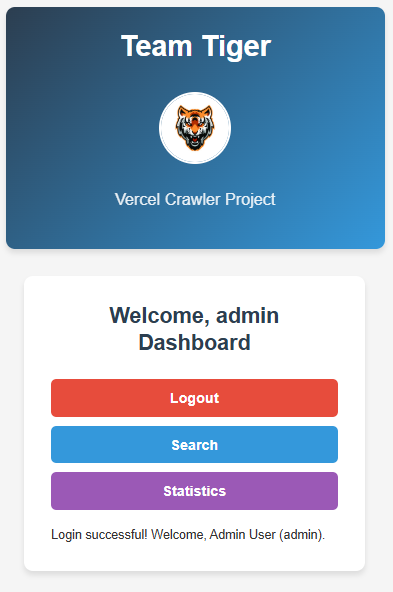 Team Tiger
Vercel Crawler Project
Welcome, admin
Dashboard
Logout
Search
Statistics
Login successful! Welcome, Admin User (admin).